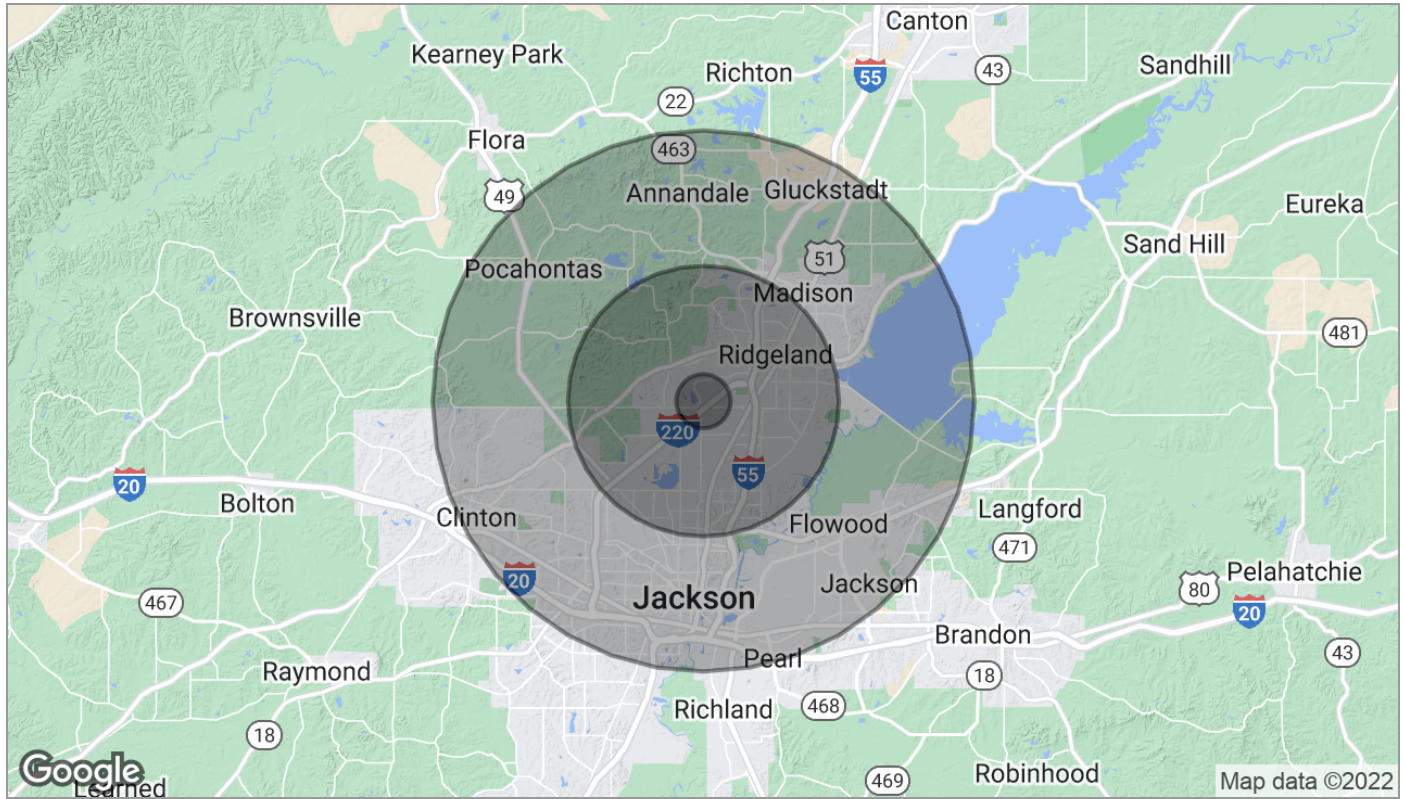 Canton
Kearney Park
Sandhill
Richton
55
43
22
Flora
463
Annandale
Gluckstadt
49
Eureka
Sand Hill
51
Pocahontas
Madison
Brownsville
481
Ridgeland
220
55
20
Bolton
Langford
Clinton
Flowood
471
Pelahatchie
20
Jackson
80
Jackson
467
20
Brandon
43
Pearl
Raymond
18
Richland
468
18
Robinhood
469
Google
Map data ©2022
Learned